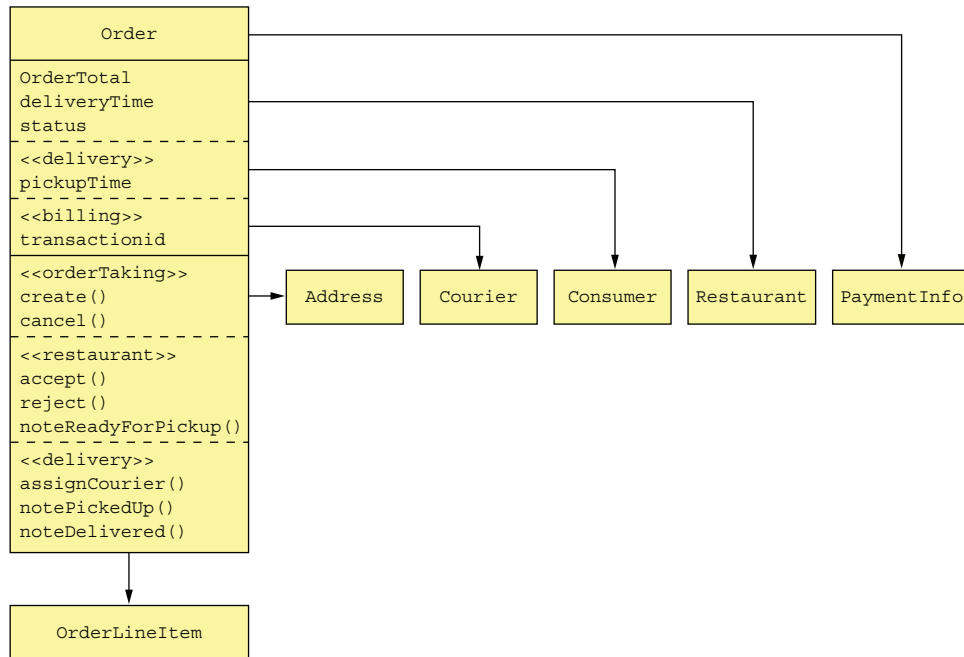 Order
OrderTotal
deliveryTime
status
<<delivery>>
pickupTime
<<billing>>
transactionid
<<orderTaking>>
create()
cancel()
<<restaurant>>
accept()
reject()
noteReadyForPickup()
<<delivery>>
assignCourier()
notePickedUp()
noteDelivered()
Address
Courier
Consumer
Restaurant
PaymentInfo
OrderLineItem